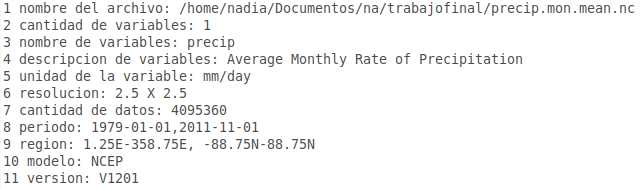 1 nombre del archivo: /home/nadia/Documentos/na/trabajofinal/precip.mon.mean.nc
2 cantidad de variables: 1
3 nombre de variables: precip
4 descripcion de variables: Average Monthly Rate of Precipitation
5 unidad de la variable: mm/day
6 resolucion: 2.5 X 2.5
7 cantidad de datos: 4095360
8 periodo: 1979-01-01,2011-11-01
9 region: 1.25E-358.75E, -88.75N-88.75N
10 modelo: NCEP
11 version: V1201